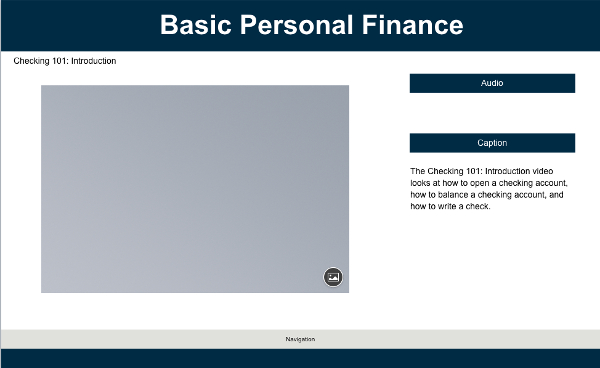 Basic Personal Finance
Checking 101: Introduction
Audio
Caption
The Checking 101: Introduction video
looks at how to open a checking account,
how to balance a checking account, and
how to write a check.
Navigation